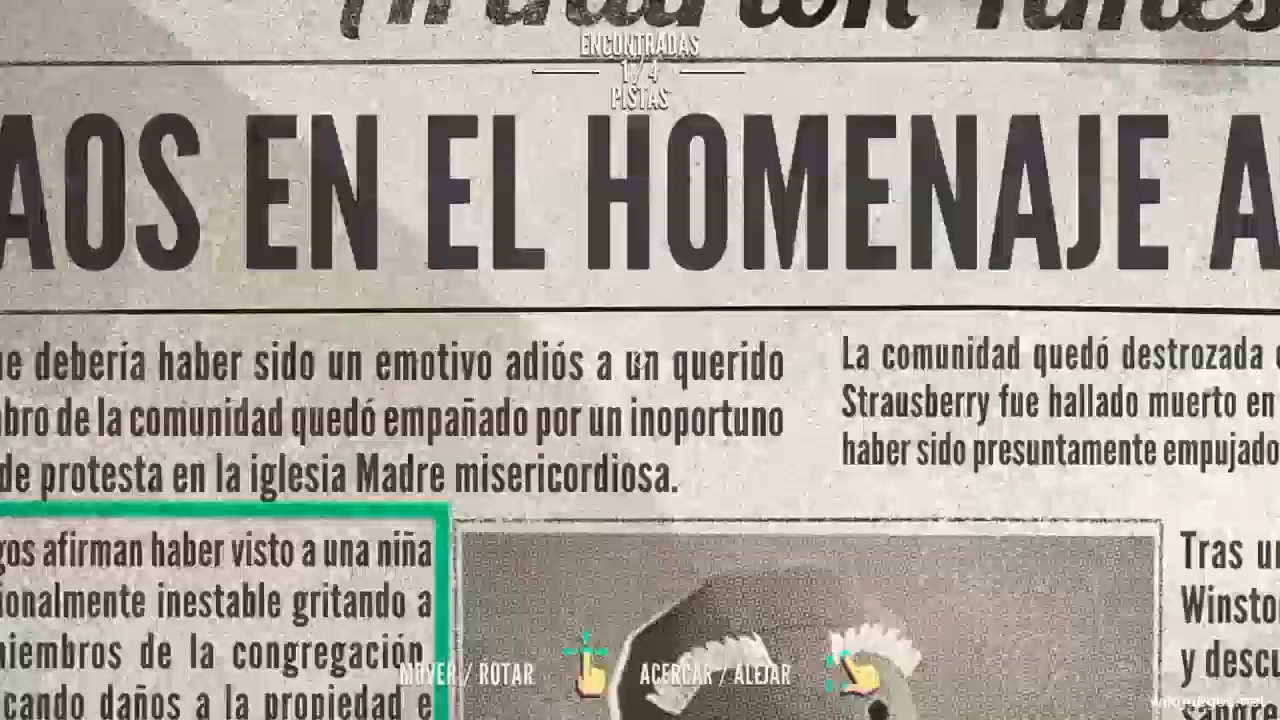 ENCONTRADAS
1 / 4
PISTAS
AOS EN EL HOMENAJE A
ue debería haber sido un emotivo adiós a un querido
bro de la comunidad quedó empañado por un inoportuno
de protesta en la iglesia Madre misericordiosa.
La comunidad quedó destrozada
Strausberry fue hallado muerto en
haber sido presuntamente empujado
gos afirman haber visto a una niña
ionalmente inestable gritando a
iembros de la congregación,
cando daños a la propiedad e
Tras un
Winsto
y descu
sangre
MOVER / ROTAR
ACERCAR / ALEJAR